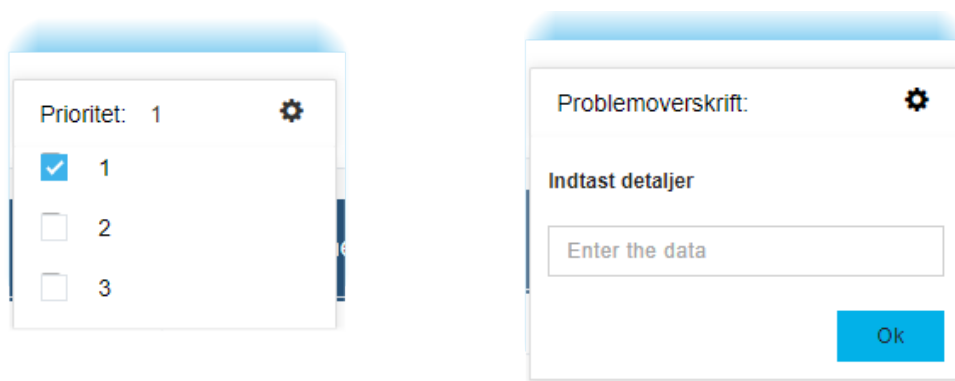 Prioritet: 1
1
2
3
Problemoverskrift:
Indtast detaljer
Enter the data
Ok